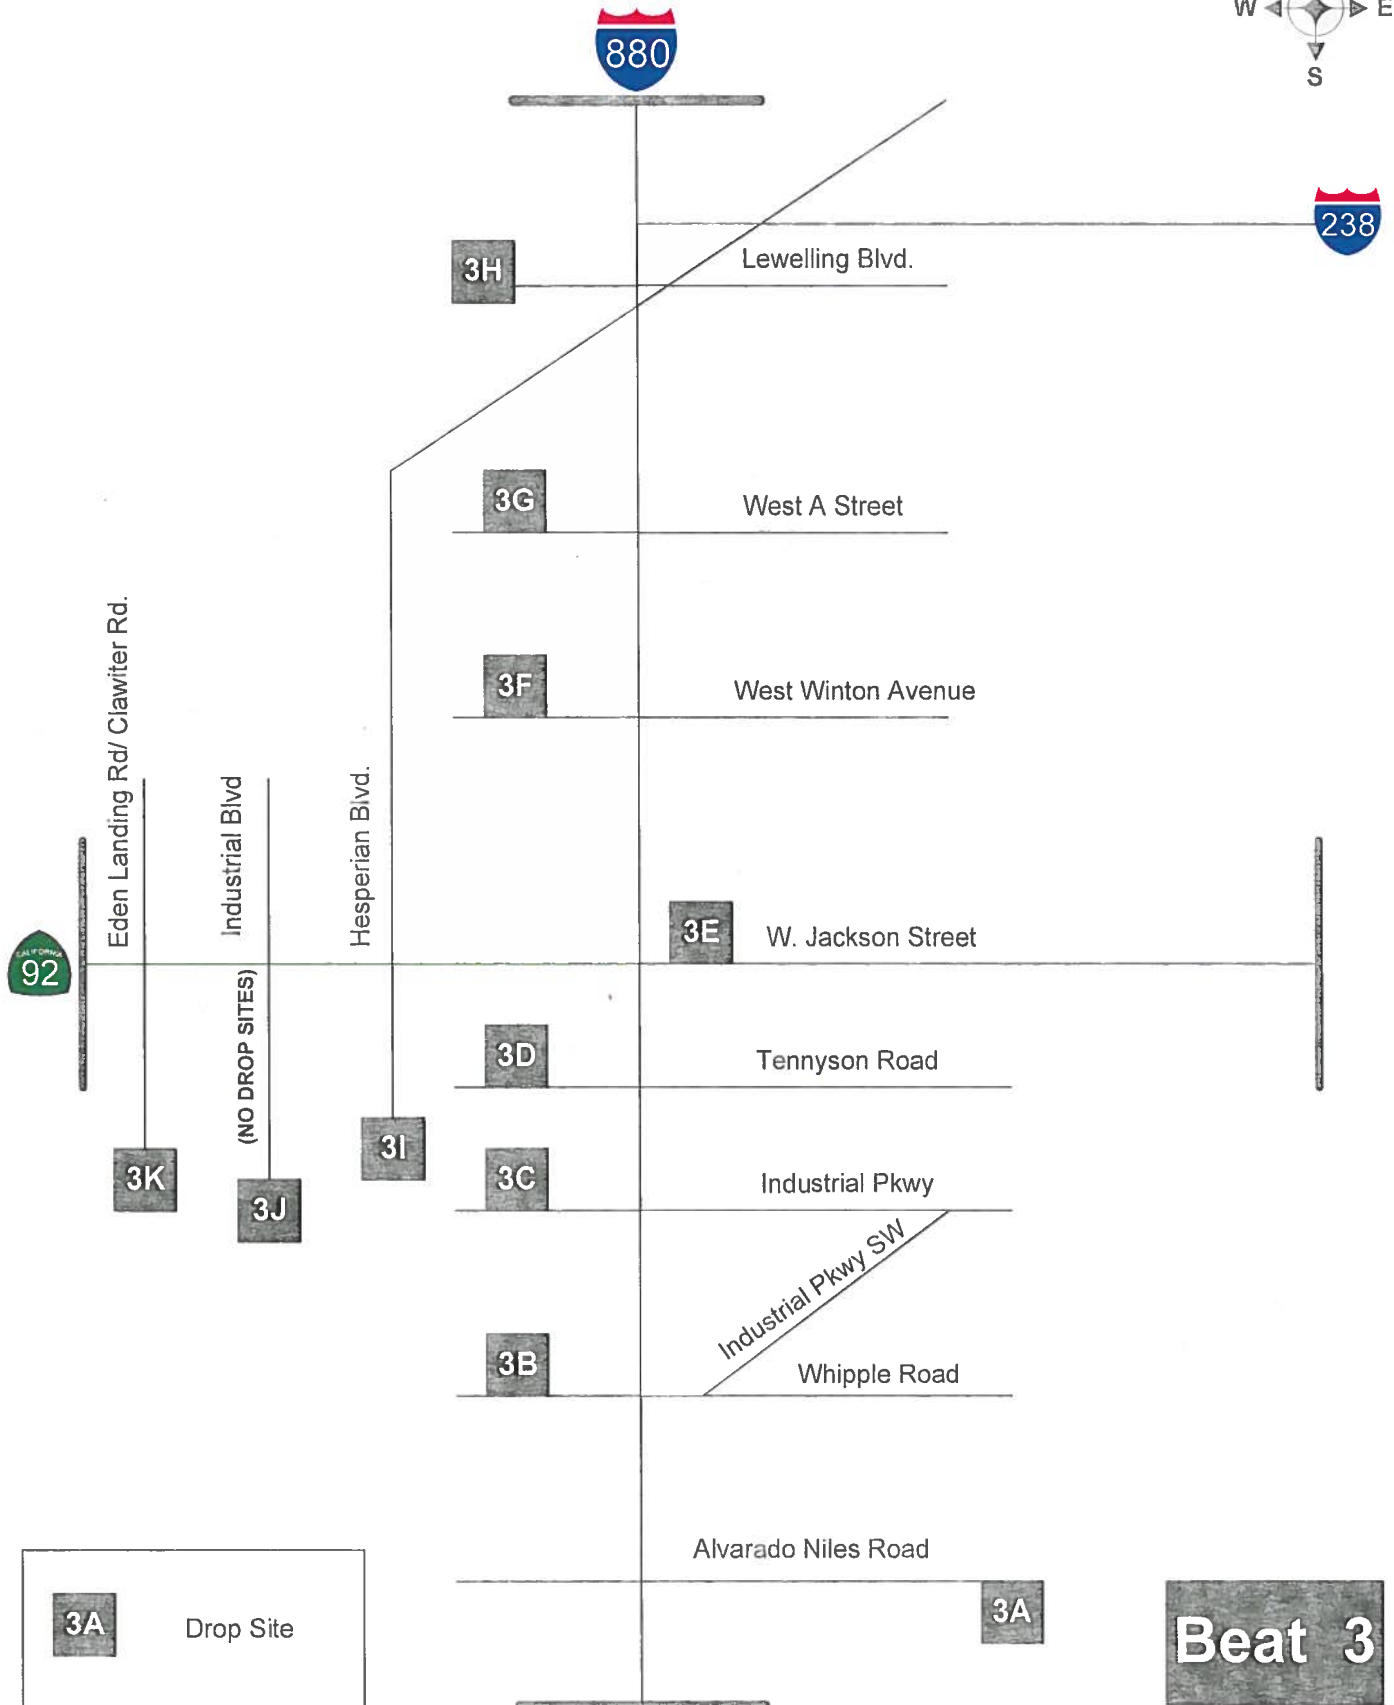 W
E
S
880
238
3H
Lewelling Blvd.
3G
West A Street
3F
West Winton Avenue
Eden Landing Rd/ Clawiter Rd.
Industrial Blvd
(NO DROP SITES)
Hesperian Blvd.
3E
W. Jackson Street
CALIFORNIA
92
3D
Tennyson Road
3K
3J
3I
3C
Industrial Pkwy
Industrial Pkwy SW
3B
Whipple Road
Alvarado Niles Road
3A
3A
Drop Site
Beat 3